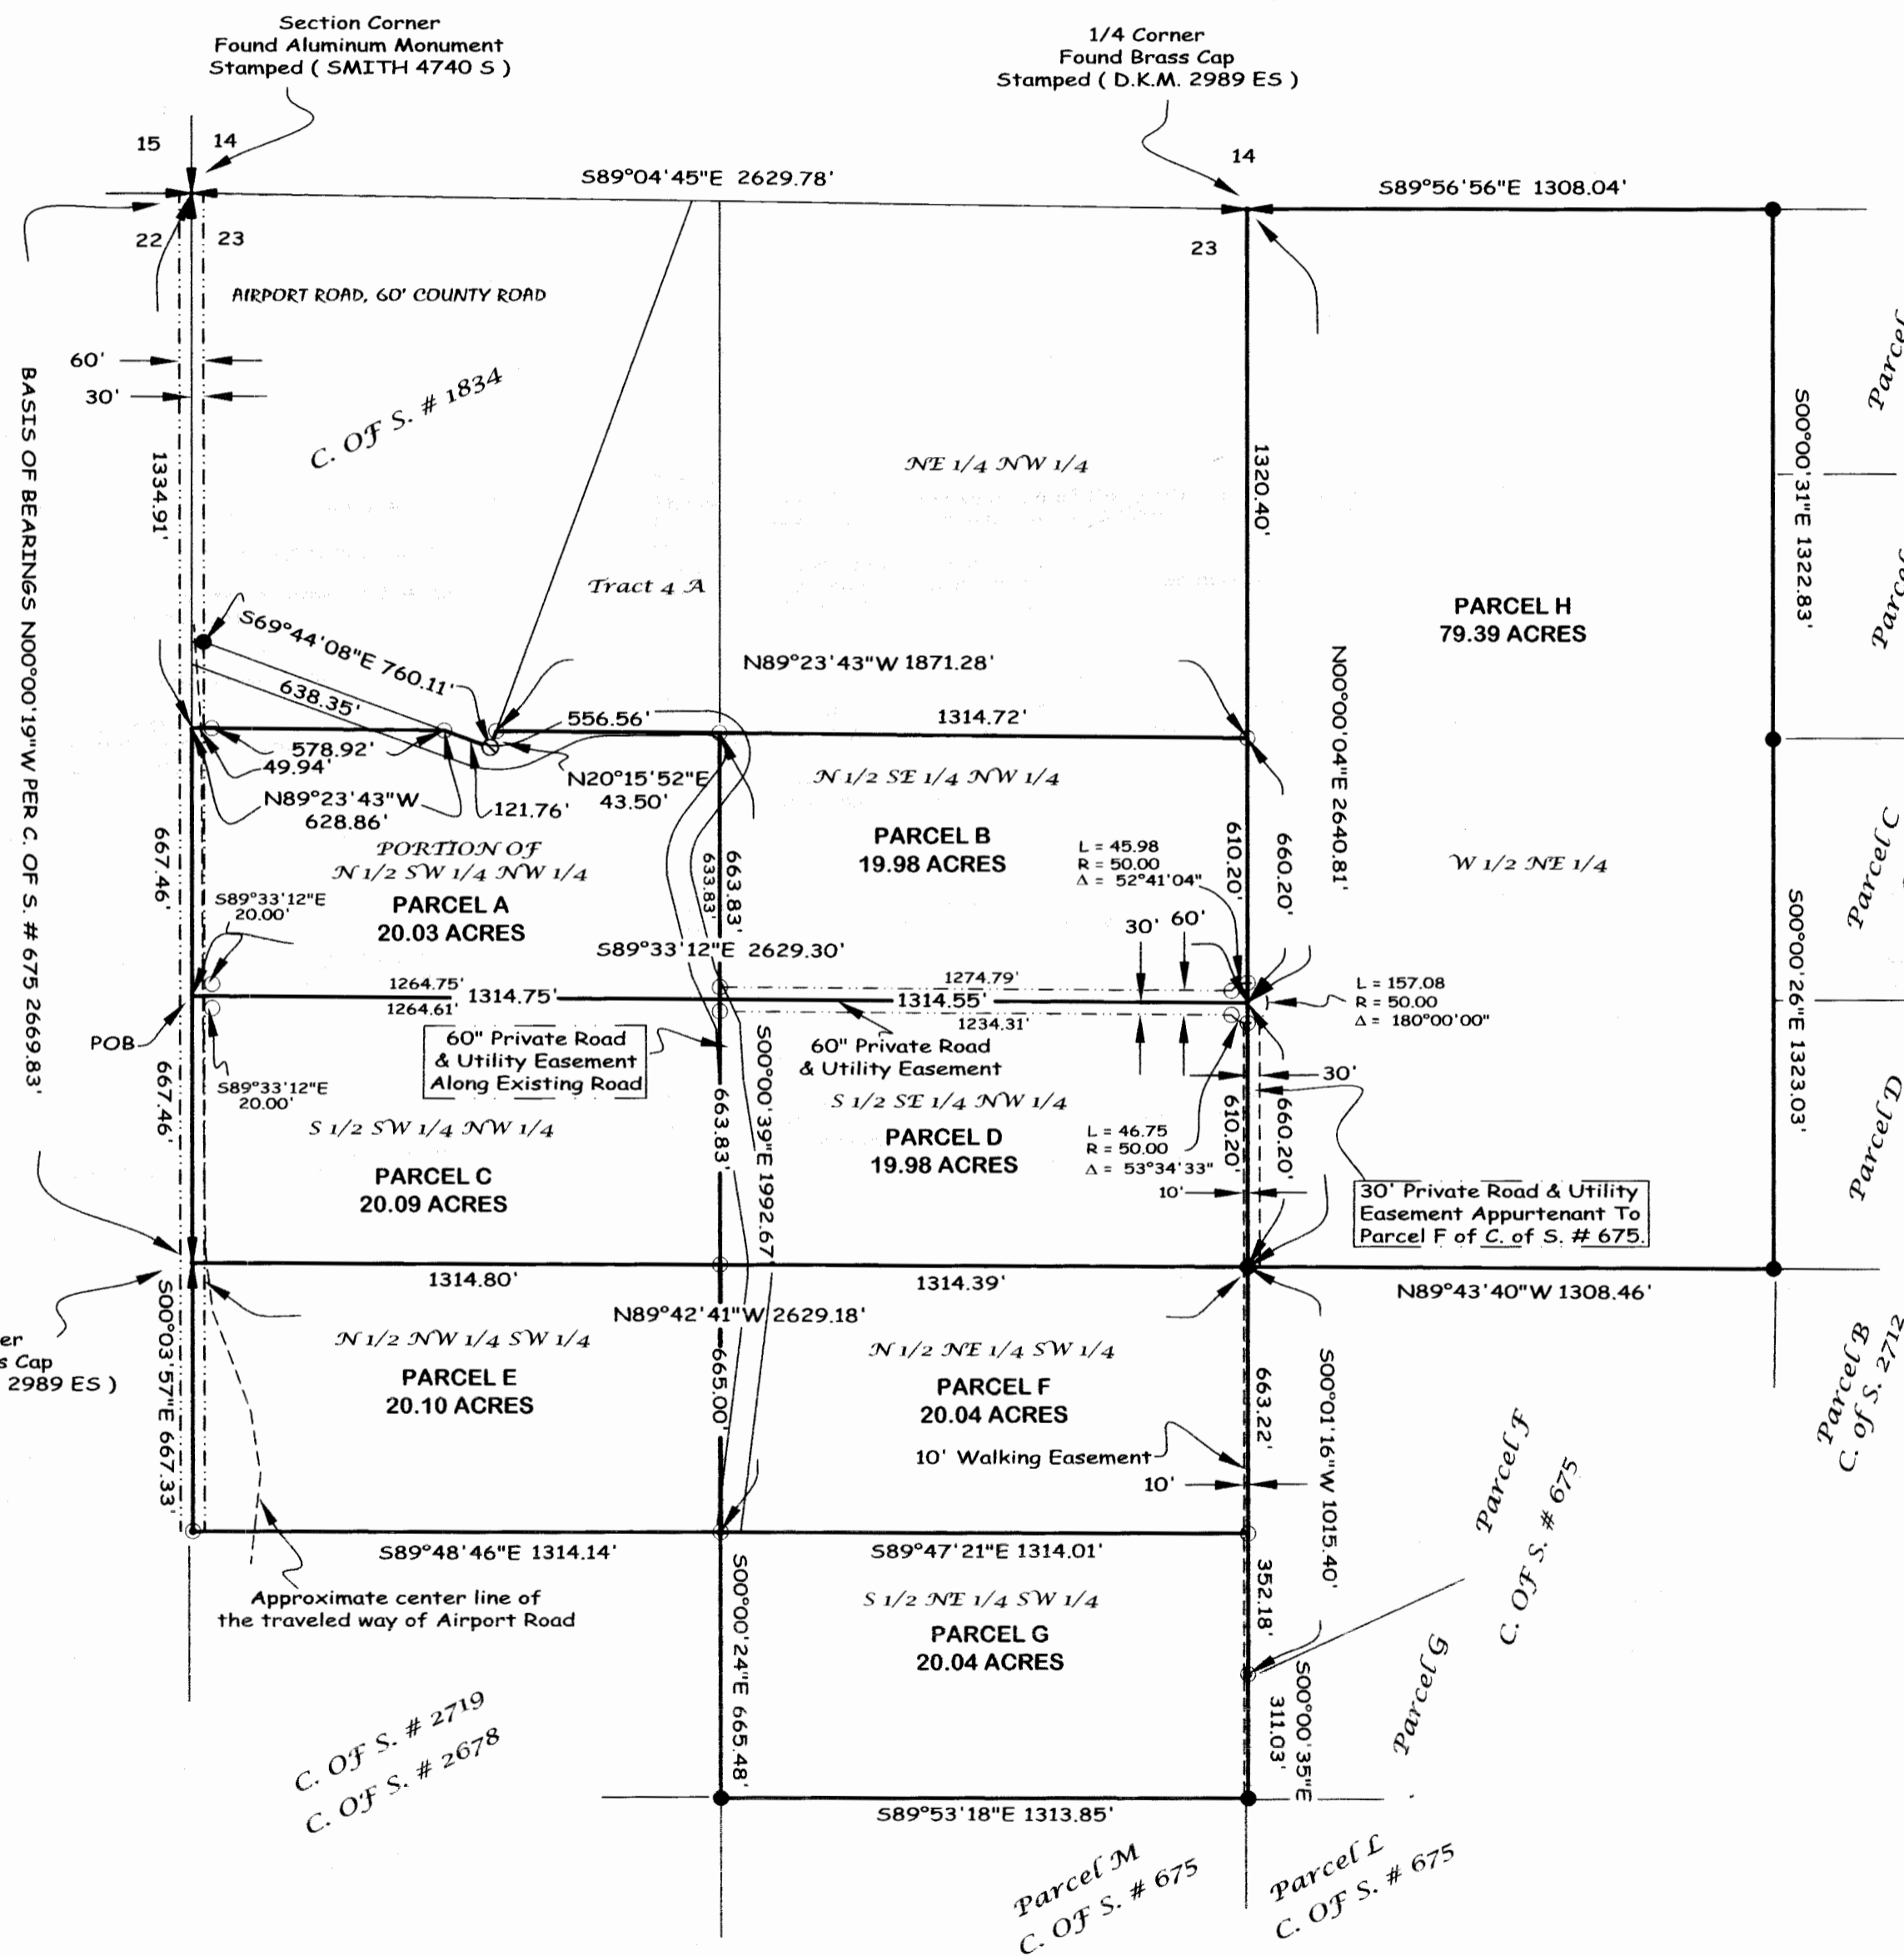 Section Corner
Found Aluminum Monument
Stamped ( SMITH 4740 S )
1/4 Corner
Found Brass Cap
Stamped ( D.K.M. 2989 ES )
15
14
14
S89°04'45"E 2629.78'
S89°56'56"E 1308.04'
22
23
23
AIRPORT ROAD, 60' COUNTY ROAD
60'
30'
BASIS OF BEARINGS N00°00'19"W PER C. OF S. # 675 2669.83'
C. OF S. # 1834
1334.91'
NE 1/4 NW 1/4
1320.40'
S00°00'31"E 1322.83'
Parcel
Parcel
Tract 4 A
PARCEL H
79.39 ACRES
S69°44'08"E 760.11'
638.35'
N89°23'43"W 1871.28'
N00°00'04"E 2640.81'
556.56'
1314.72'
578.92'
49.94'
N20°15'52"E
43.50'
N89°23'43"W
628.86'
121.76'
N 1/2 SE 1/4 NW 1/4
PORTION OF
N 1/2 SW 1/4 NW 1/4
PARCEL B
19.98 ACRES
L = 45.98
R = 50.00
Δ = 52°41'04"
610.20'
660.20'
W 1/2 NE 1/4
Parcel C
667.46'
633.83'
663.83'
S89°33'12"E
20.00'
PARCEL A
20.03 ACRES
30'
60'
S89°33'12"E 2629.30'
1264.75'
1314.75'
1264.61'
1274.79'
1314.55'
1234.31'
L = 157.08
R = 50.00
Δ = 180°00'00"
S00°00'26"E 1323.03'
POB
60" Private Road
& Utility Easement
Along Existing Road
60" Private Road
& Utility Easement
30'
667.46'
S89°33'12"E
20.00'
S 1/2 SW 1/4 NW 1/4
663.83'
S00°00'39"E 1992.67'
S 1/2 SE 1/4 NW 1/4
PARCEL D
19.98 ACRES
L = 46.75
R = 50.00
Δ = 53°34'33"
610.20'
660.20'
10'
30' Private Road & Utility
Easement Appurtenant To
Parcel F of C. of S. # 675.
Parcel D
PARCEL C
20.09 ACRES
1314.80'
1314.39'
N89°43'40"W 1308.46'
N89°42'41"W 2629.18'
er
s Cap
2989 ES )
S00°03'57"E 667.33'
N 1/2 NW 1/4 SW 1/4
PARCEL E
20.10 ACRES
665.00'
N 1/2 NE 1/4 SW 1/4
PARCEL F
20.04 ACRES
10' Walking Easement
10'
663.22'
S00°01'16"W 1015.40'
Parcel F
C. OF S. # 675
Parcel B
C. of S. 2712
S89°48'46"E 1314.14'
S89°47'21"E 1314.01'
Approximate center line of
the traveled way of Airport Road
S00°00'24"E 665.48'
S 1/2 NE 1/4 SW 1/4
PARCEL G
20.04 ACRES
352.18'
S00°00'35"E
311.03'
Parcel G
C. OF S. # 2719
C. OF S. # 2678
S89°53'18"E 1313.85'
Parcel M
C. OF S. # 675
Parcel L
C. OF S. # 675